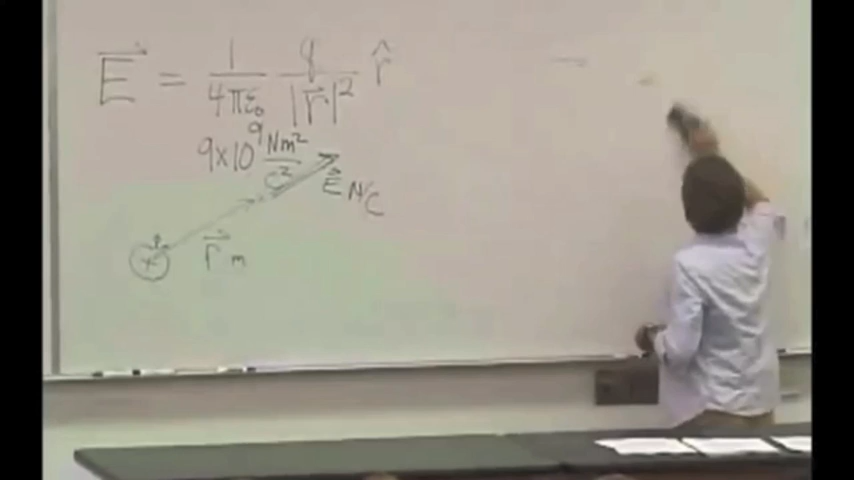 E⃗ = 1/(4πε₀) q/|r⃗|² r̂
9×10⁹ Nm²/C²
E⃗ N/C
+
r⃗ m